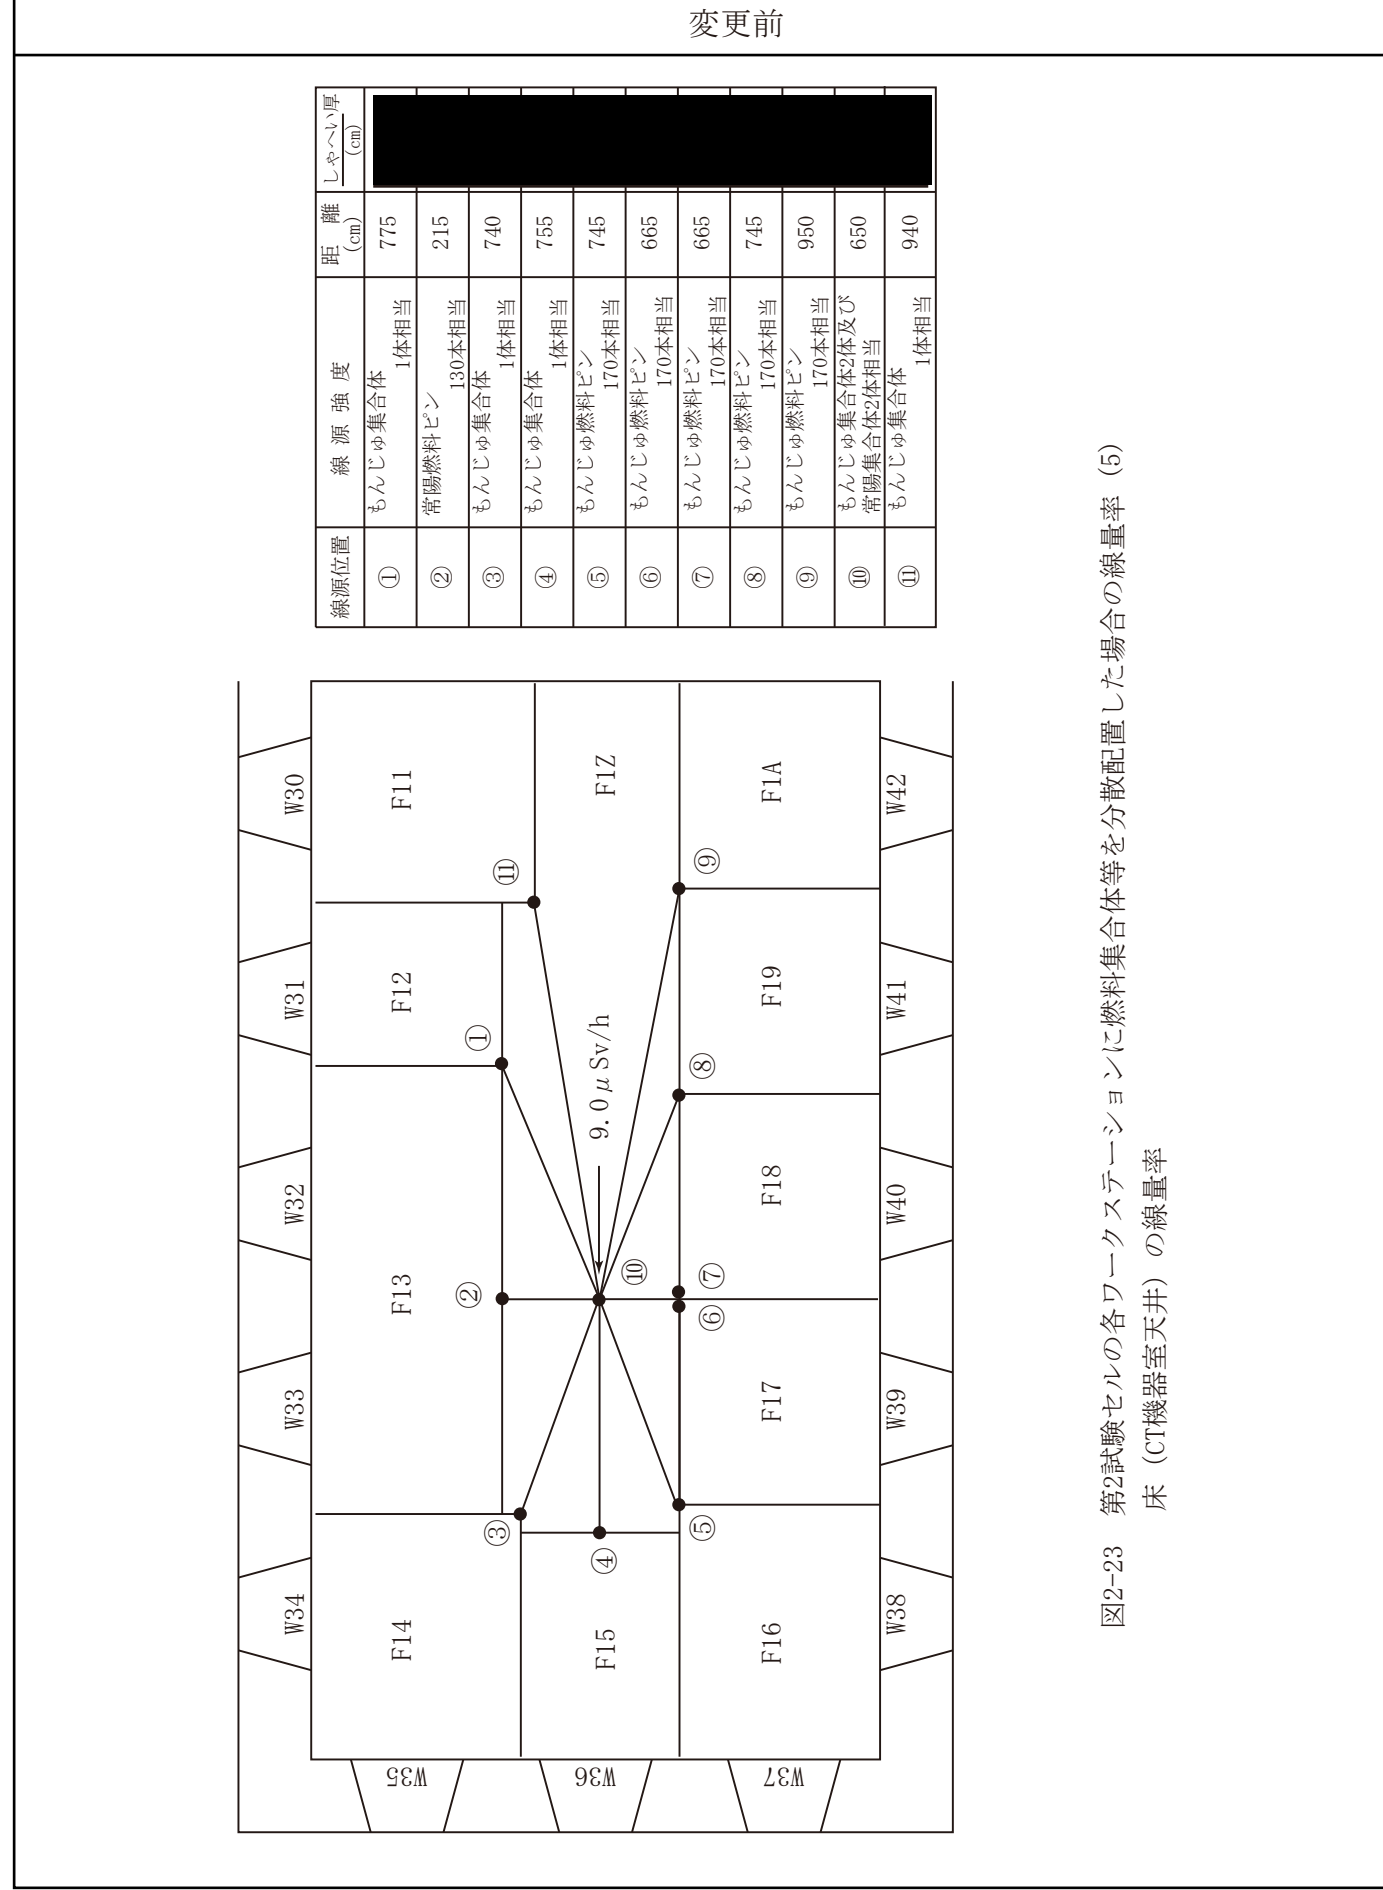 変更前
線源位置 線源強度 距離(cm) しゃへい厚(cm)
① もんじゅ集合体 1体相当 775
② 常陽燃料ピン 130本相当 215
③ もんじゅ集合体 1体相当 740
④ もんじゅ集合体 1体相当 755
⑤ もんじゅ燃料ピン 170本相当 745
⑥ もんじゅ燃料ピン 170本相当 665
⑦ もんじゅ燃料ピン 170本相当 665
⑧ もんじゅ燃料ピン 170本相当 745
⑨ もんじゅ燃料ピン 170本相当 950
⑩ もんじゅ集合体2体及び
常陽集合体2体相当 650
⑪ もんじゅ集合体 1体相当 940
W34 W33 W32 W31 W30
W35 F14 F13 F12 F11
② ① ⑪
③
W36 F15 ④ 9.0μSv/h F1Z
⑩
⑤ ⑥ ⑦ ⑧ ⑨
W37 F16 F17 F18 F19 F1A
W38 W39 W40 W41 W42
図2-23 第2試験セルの各ワークステーションに燃料集合体等を分散配置した場合の線量率 (5)
床 (CT機器室天井) の線量率